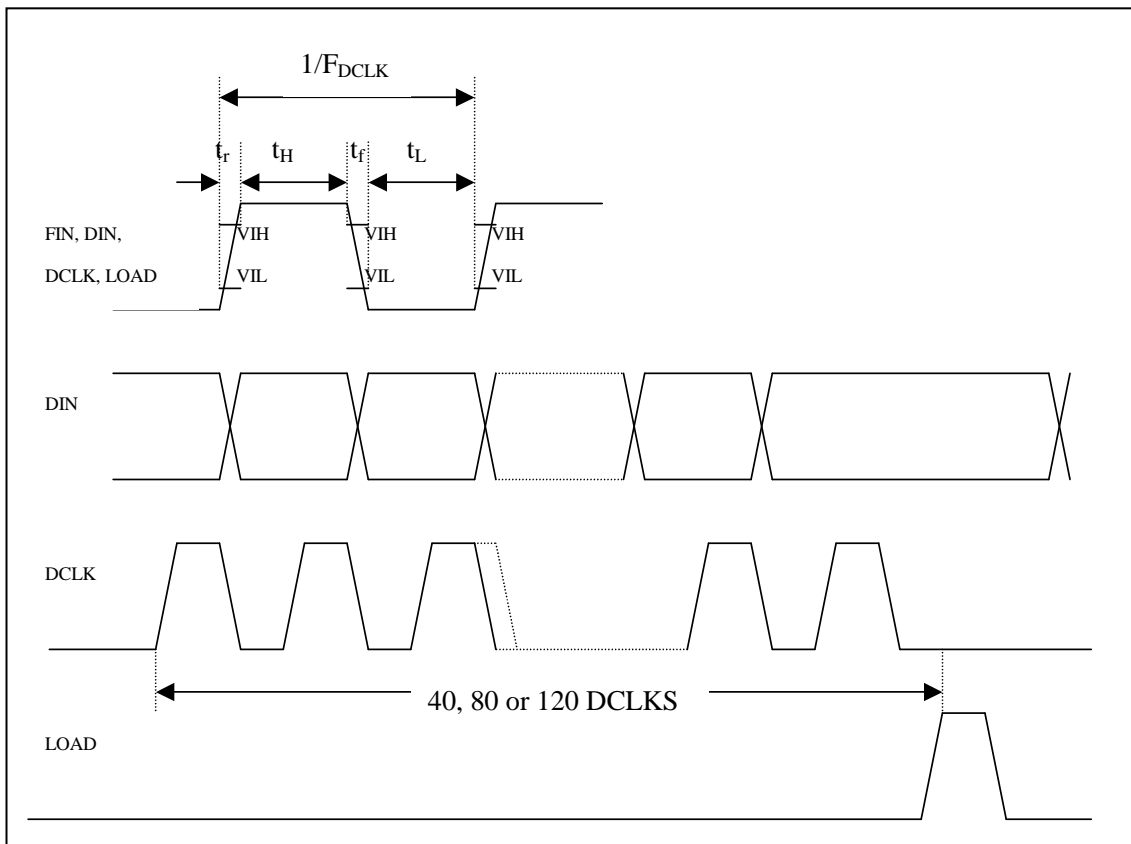 1/FDCLK
tr tH tf tL
FIN, DIN, VIH VIH VIH
DCLK, LOAD VIL VIL VIL
DIN
DCLK
40, 80 or 120 DCLKS
LOAD